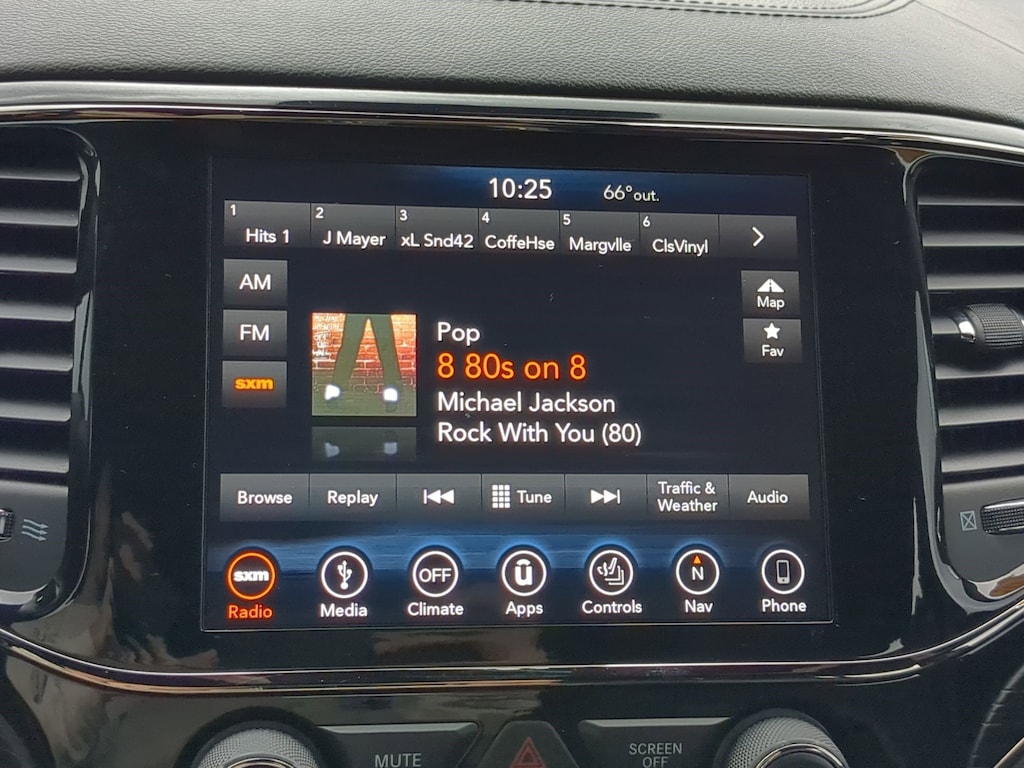 10:25 66° out.
1 2 3 4 5 6
Hits 1 J Mayer xL Snd42 CoffeHse Margvlle ClsVinyl
AM
FM
sxm
Map
Fav
Pop
8 80s on 8
Michael Jackson
Rock With You (80)
Browse Replay Tune Traffic & Weather Audio
sxm OFF N
Radio Media Climate Apps Controls Nav Phone
MUTE
SCREEN
OFF